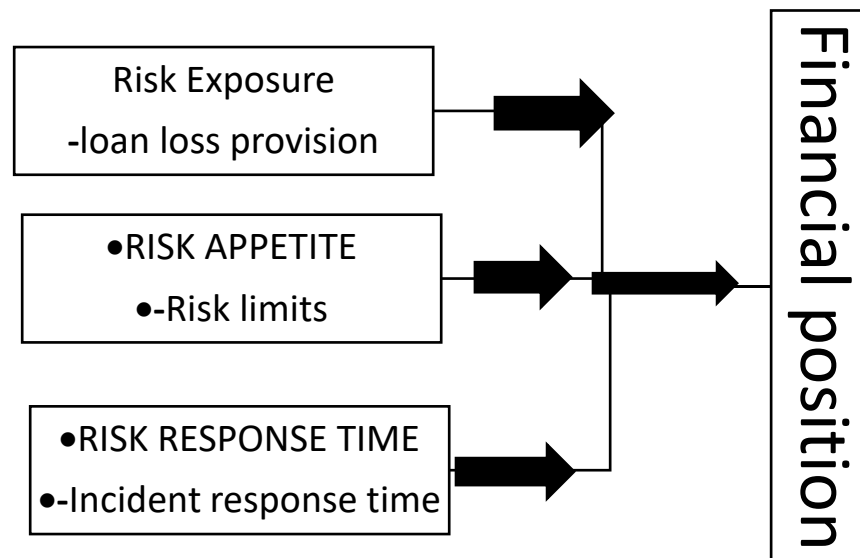 Risk Exposure
-loan loss provision
•RISK APPETITE
•-Risk limits
•RISK RESPONSE TIME
•-Incident response time
Financial position